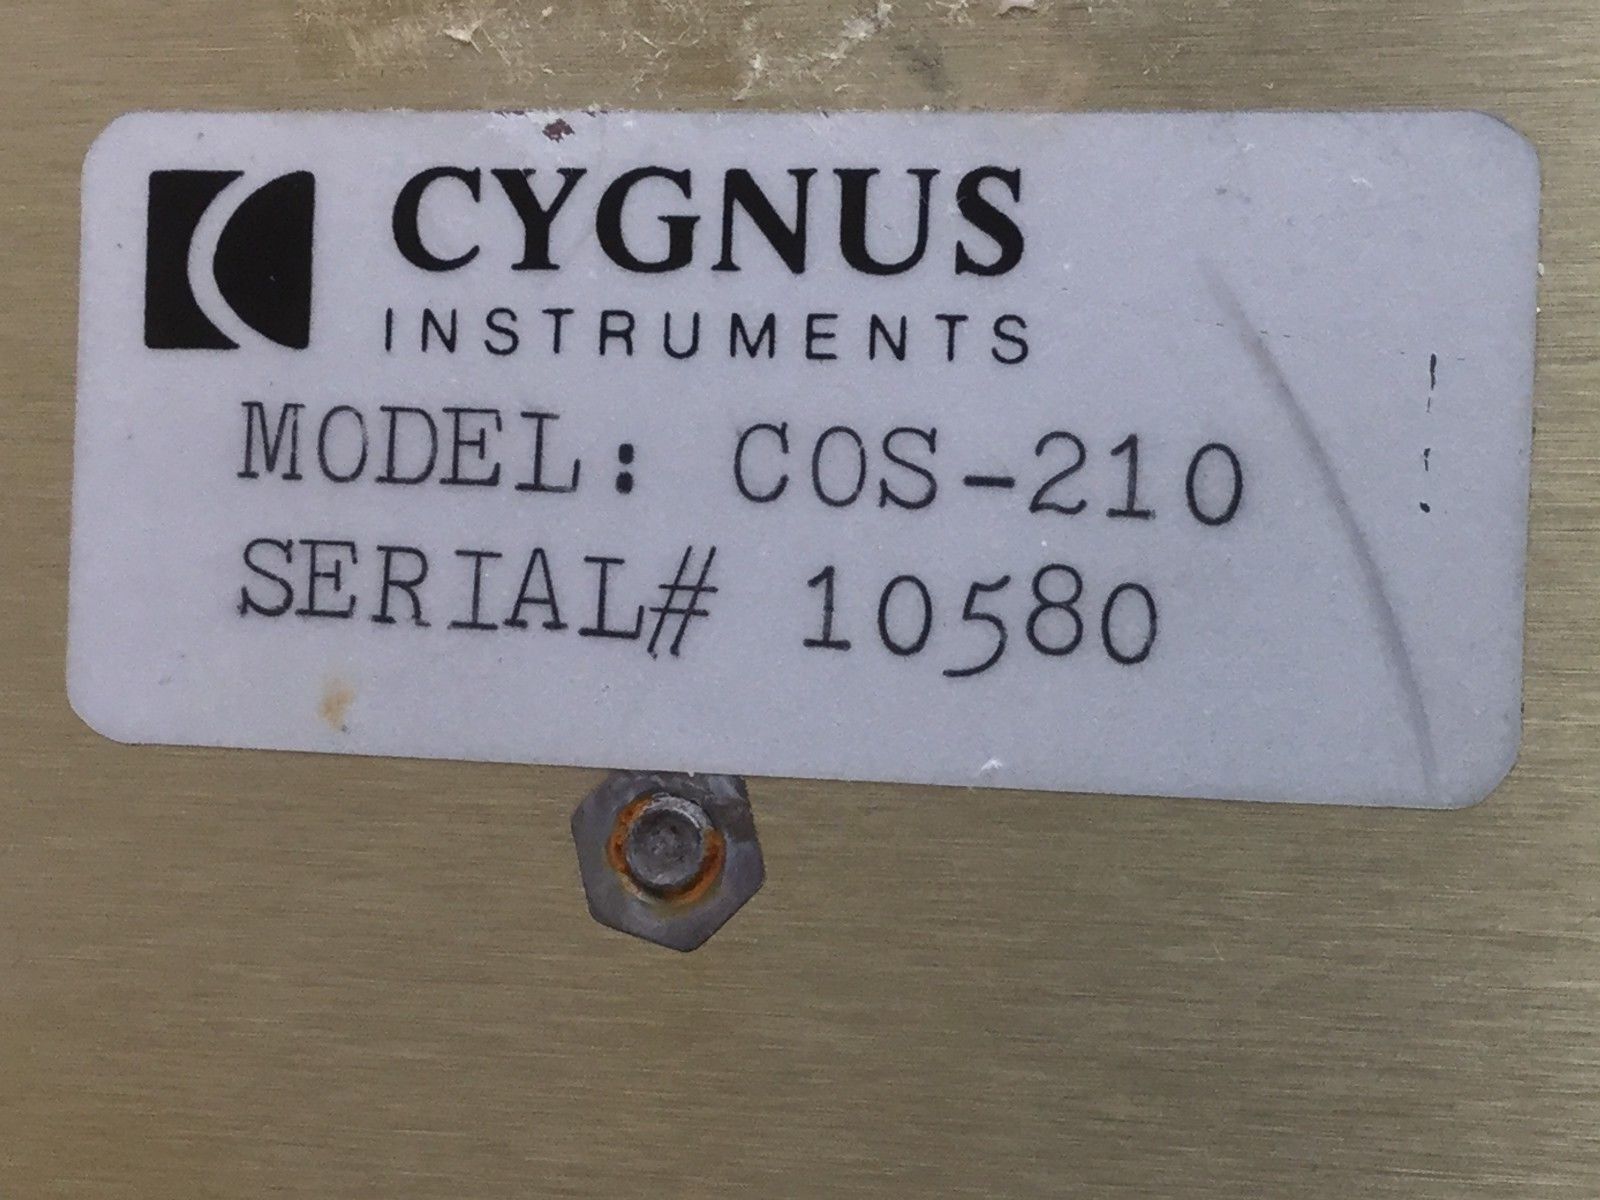 CYGNUS
INSTRUMENTS
MODEL: COS-210
SERIAL# 10580